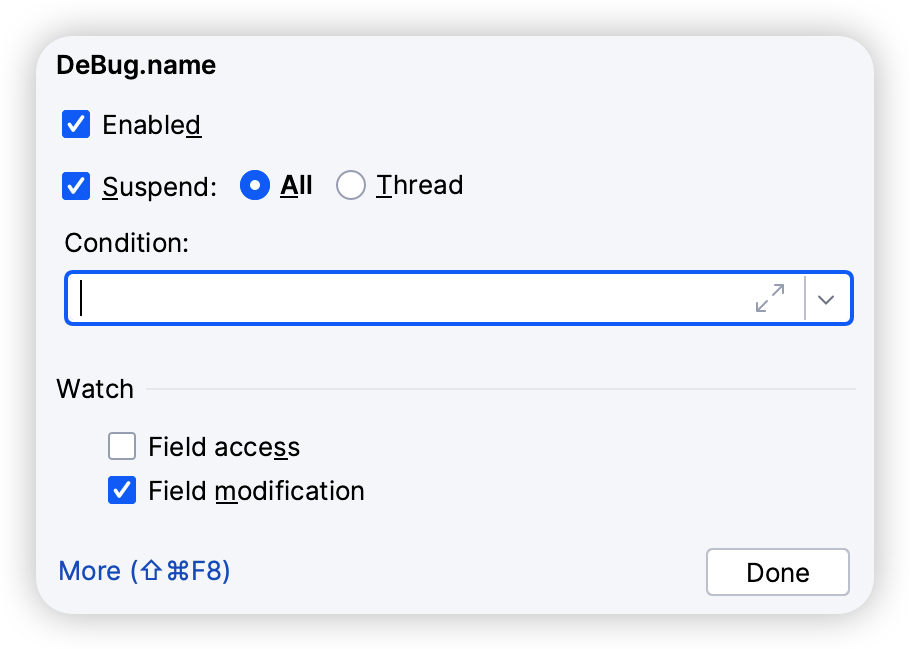 DeBug.name
Enabled
Suspend: All Thread
Condition:
Watch
Field access
Field modification
More (⇧⌘F8) Done